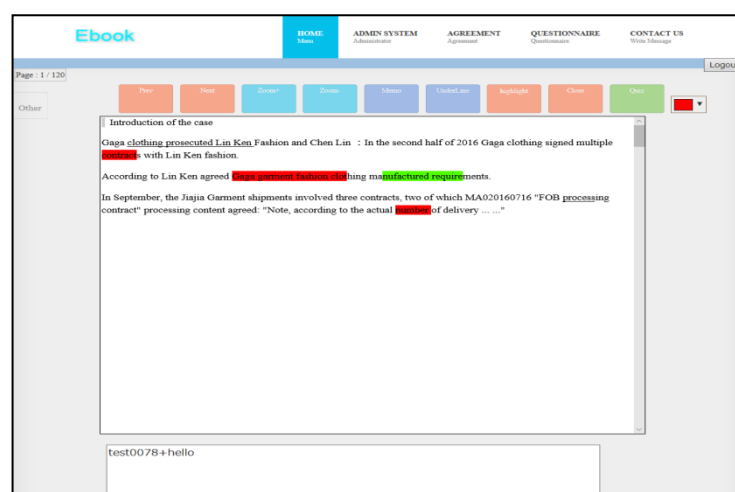 Ebook
HOME
Menu
ADMIN SYSTEM
Administrator
AGREEMENT
Agreement
QUESTIONNAIRE
Questionnaire
CONTACT US
Write Message
Logou
Page : 1 / 120
Other
Prev
Next
Zoom+
Zoom-
Memo
UnderLine
highlight
Close
Quiz
Introduction of the case
Gaga clothing prosecuted Lin Ken Fashion and Chen Lin ：In the second half of 2016 Gaga clothing signed multiple
contracts with Lin Ken fashion.
According to Lin Ken agreed Gaga garment fashion clothing manufactured requirements.
In September, the Jiajia Garment shipments involved three contracts, two of which MA020160716 "FOB processing
contract" processing content agreed: "Note, according to the actual number of delivery ... ..."
test0078+hello